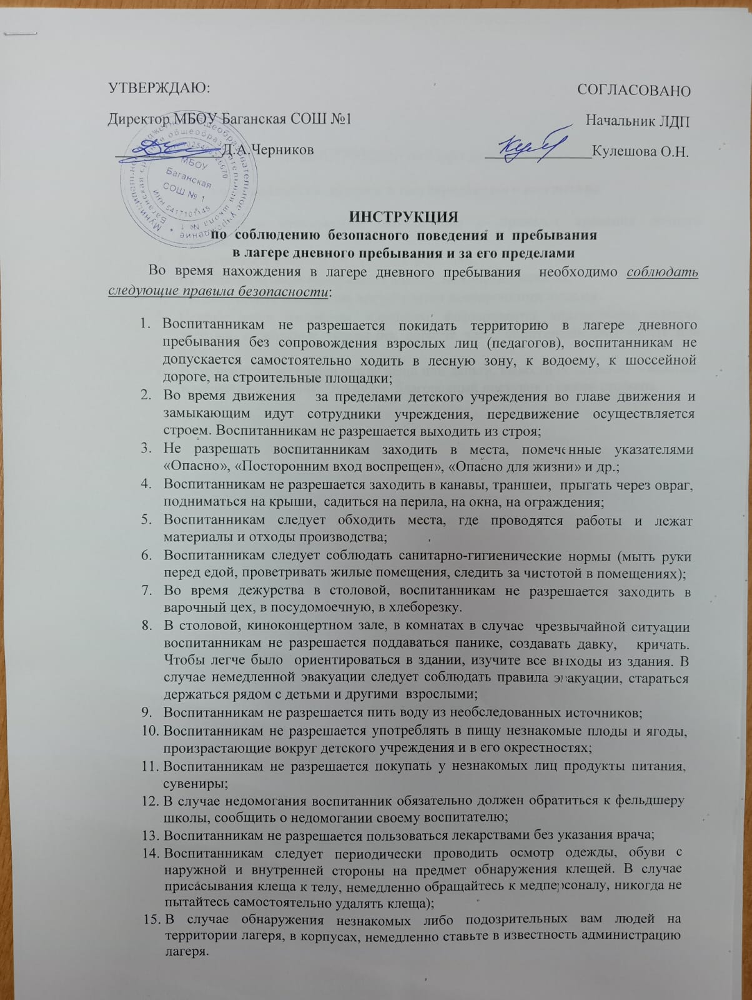 УТВЕРЖДАЮ:
СОГЛАСОВАНО
Директор МБОУ Баганская СОШ №1
Начальник ЛДП
Д.А.Черников
Кулешова О.Н.
МБОУ
Баганская
СОШ № 1
ИНН 5417101145
ИНСТРУКЦИЯ
по соблюдению безопасного поведения и пребывания
в лагере дневного пребывания и за его пределами
Во время нахождения в лагере дневного пребывания необходимо соблюдать
следующие правила безопасности:
1. Воспитанникам не разрешается покидать территорию в лагере дневного
пребывания без сопровождения взрослых лиц (педагогов), воспитанникам не
допускается самостоятельно ходить в лесную зону, к водоему, к шоссейной
дороге, на строительные площадки;
2. Во время движения за пределами детского учреждения во главе движения и
замыкающим идут сотрудники учреждения, передвижение осуществляется
строем. Воспитанникам не разрешается выходить из строя;
3. Не разрешать воспитанникам заходить в места, помеченные указателями
«Опасно», «Посторонним вход воспрещен», «Опасно для жизни» и др.;
4. Воспитанникам не разрешается заходить в канавы, траншеи, прыгать через овраг,
подниматься на крыши, садиться на перила, на окна, на ограждения;
5. Воспитанникам следует обходить места, где проводятся работы и лежат
материалы и отходы производства;
6. Воспитанникам следует соблюдать санитарно-гигиенические нормы (мыть руки
перед едой, проветривать жилые помещения, следить за чистотой в помещениях);
7. Во время дежурства в столовой, воспитанникам не разрешается заходить в
варочный цех, в посудомоечную, в хлеборезку.
8. В столовой, киноконцертном зале, в комнатах в случае чрезвычайной ситуации
воспитанникам не разрешается поддаваться панике, создавать давку, кричать.
Чтобы легче было ориентироваться в здании, изучите все выходы из здания. В
случае немедленной эвакуации следует соблюдать правила эвакуации, стараться
держаться рядом с детьми и другими взрослыми;
9. Воспитанникам не разрешается пить воду из необследованных источников;
10. Воспитанникам не разрешается употреблять в пищу незнакомые плоды и ягоды,
произрастающие вокруг детского учреждения и в его окрестностях;
11. Воспитанникам не разрешается покупать у незнакомых лиц продукты питания,
сувениры;
12. В случае недомогания воспитанник обязательно должен обратиться к фельдшеру
школы, сообщить о недомогании своему воспитателю;
13. Воспитанникам не разрешается пользоваться лекарствами без указания врача;
14. Воспитанникам следует периодически проводить осмотр одежды, обуви с
наружной и внутренней стороны на предмет обнаружения клещей. В случае
присасывания клеща к телу, немедленно обращайтесь к медперсоналу, никогда не
пытайтесь самостоятельно удалять клеща);
15. В случае обнаружения незнакомых либо подозрительных вам людей на
территории лагеря, в корпусах, немедленно ставьте в известность администрацию
лагеря.